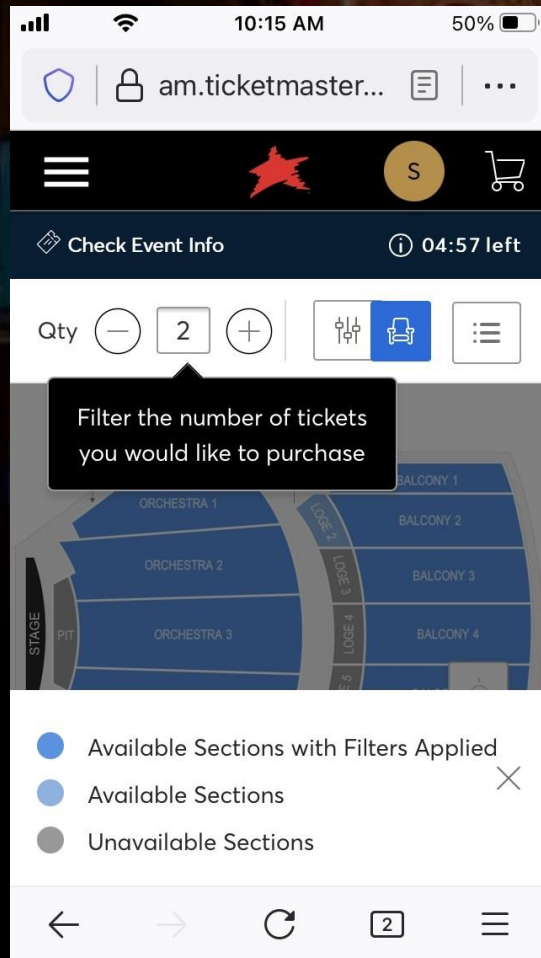 10:15 AM
50%
am.ticketmaster...
S
Check Event Info
04:57 left
Qty
2
Filter the number of tickets
you would like to purchase
BALCONY 1
ORCHESTRA 1
LOGE 2
BALCONY 2
ORCHESTRA 2
LOGE 3
BALCONY 3
STAGE
PIT
ORCHESTRA 3
LOGE 4
BALCONY 4
5
Available Sections with Filters Applied
Available Sections
Unavailable Sections
2